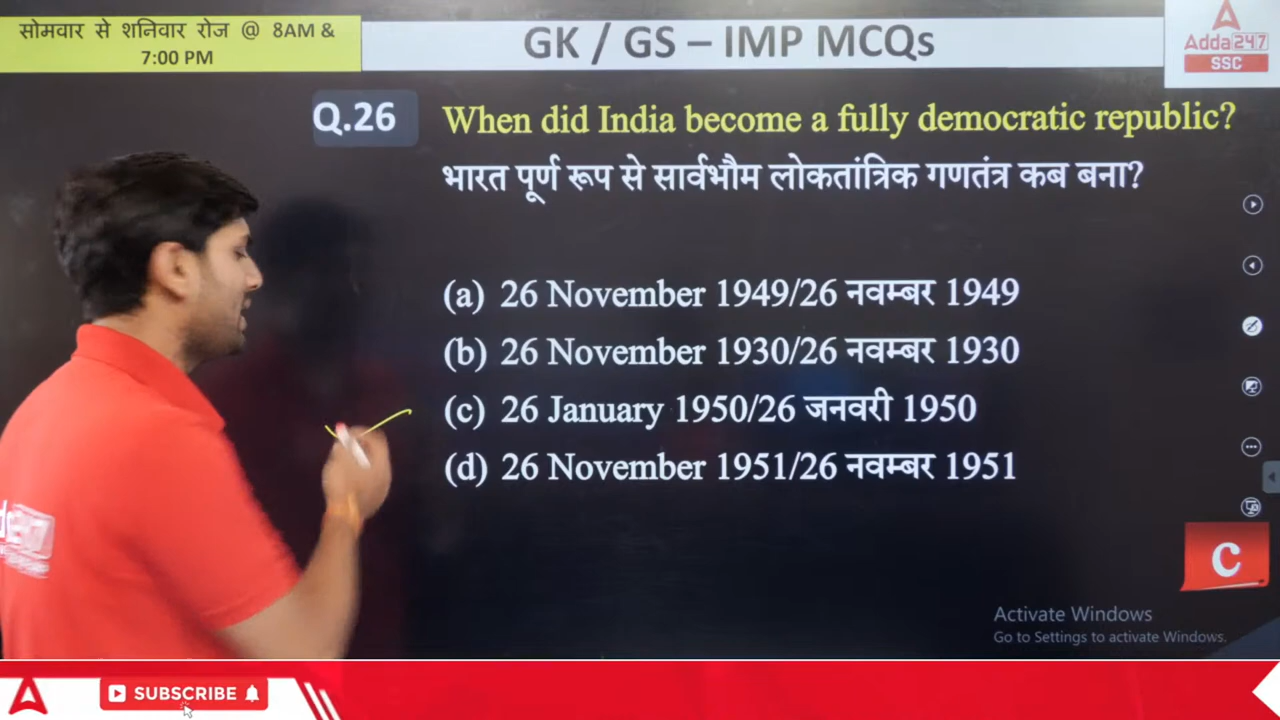 सोमवार से शनिवार रोज @ 8AM &
7:00 PM
GK / GS – IMP MCQs
Adda 247
SSC
Q.26 When did India become a fully democratic republic?
भारत पूर्ण रूप से सार्वभौम लोकतांत्रिक गणतंत्र कब बना?
(a) 26 November 1949/26 नवम्बर 1949
(b) 26 November 1930/26 नवम्बर 1930
(c) 26 January 1950/26 जनवरी 1950
(d) 26 November 1951/26 नवम्बर 1951
C
Activate Windows
Go to Settings to activate Windows.
SUBSCRIBE